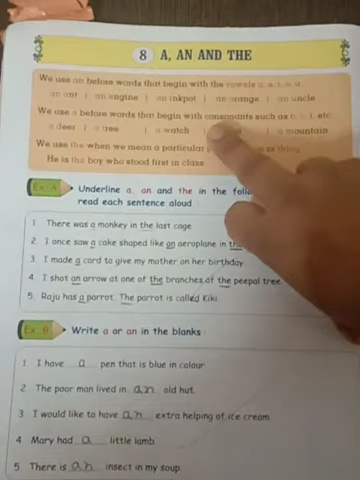 8 A, AN AND THE
We use an before words that begin with the vowels a, e, i, o, u.
an ant | an engine | an inkpot | an orange | an uncle
We use a before words that begin with consonants such as b, c, t, etc.
a deer | a tree | a watch | a mountain
We use the when we mean a particular or thing.
He is the boy who stood first in class.
Ex. A Underline a, an and the in the
read each sentence aloud.
1 There was a monkey in the last cage
2. I once saw a cake shaped like an aeroplane in
3. I made a card to give my mother on her birthday.
4. I shot an arrow at one of the branches of the peepal tree.
5. Raju has a parrot. The parrot is called Kiki.
Ex. B Write a or an in the blanks
1 I have a pen that is blue in colour.
2. The poor man lived in an old hut.
3 I would like to have an extra helping of ice cream.
4. Mary had a little lamb.
5. There is an insect in my soup.